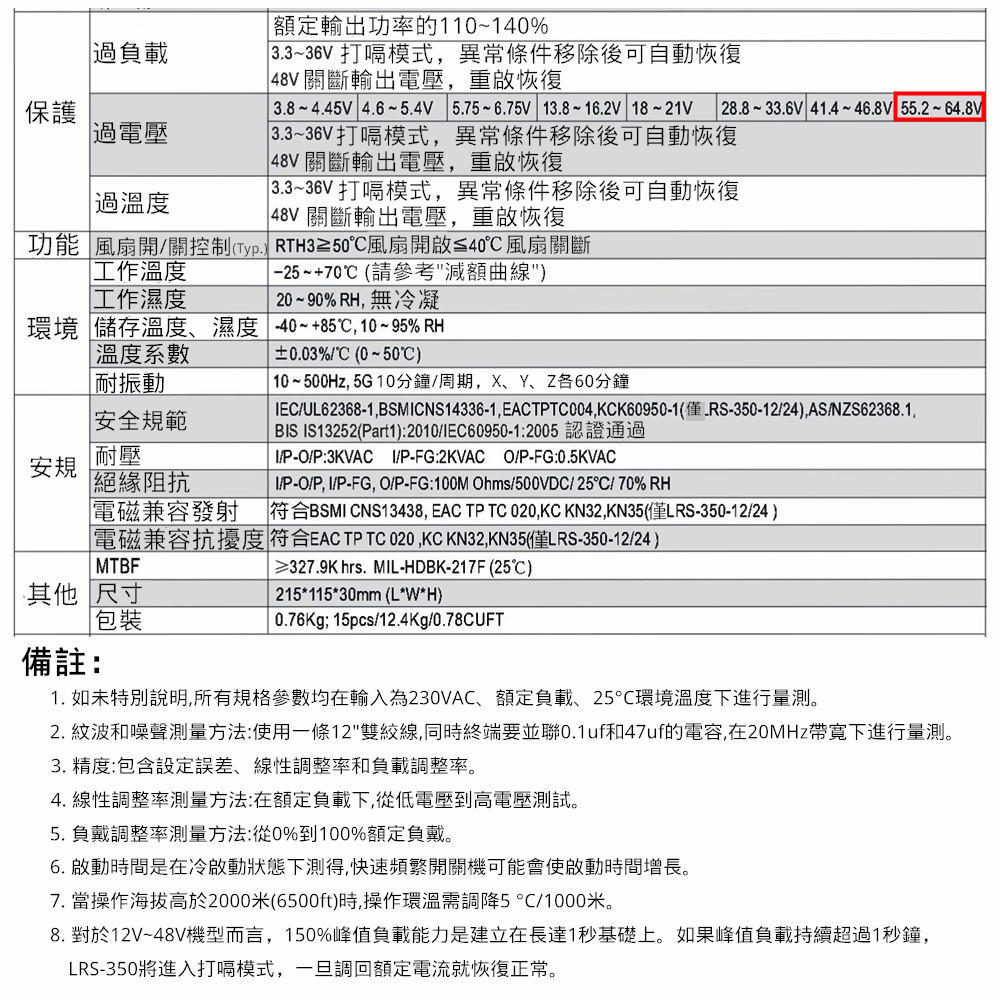 額定輸出功率的110~140%
過負載
3.3~36V 打嗝模式，異常條件移除後可自動恢復
48V 關斷輸出電壓，重啟恢復
保護
過電壓
3.8 ~ 4.45V 4.6 ~ 5.4V 5.75 ~ 6.75V 13.8 ~ 16.2V 18 ~ 21V 28.8 ~ 33.6V 41.4 ~ 46.8V 55.2 ~ 64.8V
3.3~36V 打嗝模式，異常條件移除後可自動恢復
48V 關斷輸出電壓，重啟恢復
過溫度
3.3~36V 打嗝模式，異常條件移除後可自動恢復
48V 關斷輸出電壓，重啟恢復
功能 風扇開/關控制(Typ.) RTH3≧50℃風扇開啟≦40℃ 風扇關斷
環境
工作溫度 −25 ~ +70℃ (請參考"減額曲線")
工作濕度 20 ~ 90% RH, 無冷凝
儲存溫度、濕度 -40 ~ +85℃, 10 ~ 95% RH
溫度系數 ±0.03%/℃ (0 ~ 50℃)
耐振動 10 ~ 500Hz, 5G 10分鐘/周期，X、Y、Z各60分鐘
安規
安全規範 IEC/UL62368-1,BSMICNS14336-1,EACTPTC004,KCK60950-1(僅LRS-350-12/24),AS/NZS62368.1,
BIS IS13252(Part1):2010/IEC60950-1:2005 認證通過
耐壓 I/P-O/P:3KVAC I/P-FG:2KVAC O/P-FG:0.5KVAC
絕緣阻抗 I/P-O/P, I/P-FG, O/P-FG:100M Ohms/500VDC/ 25℃/ 70% RH
電磁兼容發射 符合BSMI CNS13438, EAC TP TC 020,KC KN32,KN35(僅LRS-350-12/24 )
電磁兼容抗擾度 符合EAC TP TC 020 ,KC KN32,KN35(僅LRS-350-12/24 )
其他
MTBF ≥327.9K hrs. MIL-HDBK-217F (25℃)
尺寸 215*115*30mm (L*W*H)
包裝 0.76Kg; 15pcs/12.4Kg/0.78CUFT
備註:
1. 如未特別說明,所有規格參數均在輸入為230VAC、額定負載、25°C環境溫度下進行量測。
2. 紋波和噪聲測量方法:使用一條12"雙絞線,同時終端要並聯0.1uf和47uf的電容,在20MHz帶寬下進行量測。
3. 精度:包含設定誤差、線性調整率和負載調整率。
4. 線性調整率測量方法:在額定負載下,從低電壓到高電壓測試。
5. 負戴調整率測量方法:從0%到100%額定負戴。
6. 啟動時間是在冷啟動狀態下測得,快速頻繁開關機可能會使啟動時間增長。
7. 當操作海拔高於2000米(6500ft)時,操作環溫需調降5 °C/1000米。
8. 對於12V~48V機型而言，150%峰值負載能力是建立在長達1秒基礎上。如果峰值負載持續超過1秒鐘，
LRS-350將進入打嗝模式，一旦調回額定電流就恢復正常。